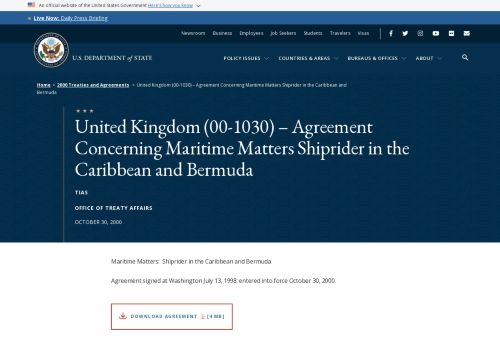 An official website of the United States Government Here's how you know
Live Now: Daily Press Briefing
Newsroom Business Employees Job Seekers Students Travelers Visas
U.S. DEPARTMENT of STATE
POLICY ISSUES COUNTRIES & AREAS BUREAUS & OFFICES ABOUT
Home > 2000 Treaties and Agreements > United Kingdom (00-1030) – Agreement Concerning Maritime Matters Shiprider in the Caribbean and
Bermuda
United Kingdom (00-1030) – Agreement
Concerning Maritime Matters Shiprider in the
Caribbean and Bermuda
TIAS
OFFICE OF TREATY AFFAIRS
OCTOBER 30, 2000
Maritime Matters: Shiprider in the Caribbean and Bermuda
Agreement signed at Washington July 13, 1998; entered into force October 30, 2000.
DOWNLOAD AGREEMENT [4 MB]